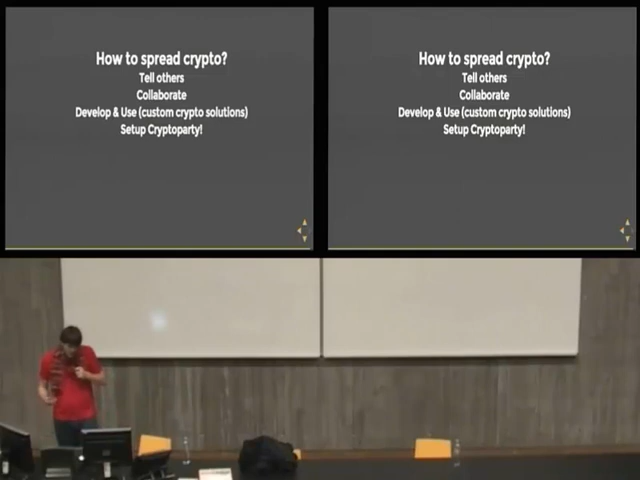 How to spread crypto?
Tell others
Collaborate
Develop & Use (custom crypto solutions)
Setup Cryptoparty!
How to spread crypto?
Tell others
Collaborate
Develop & Use (custom crypto solutions)
Setup Cryptoparty!